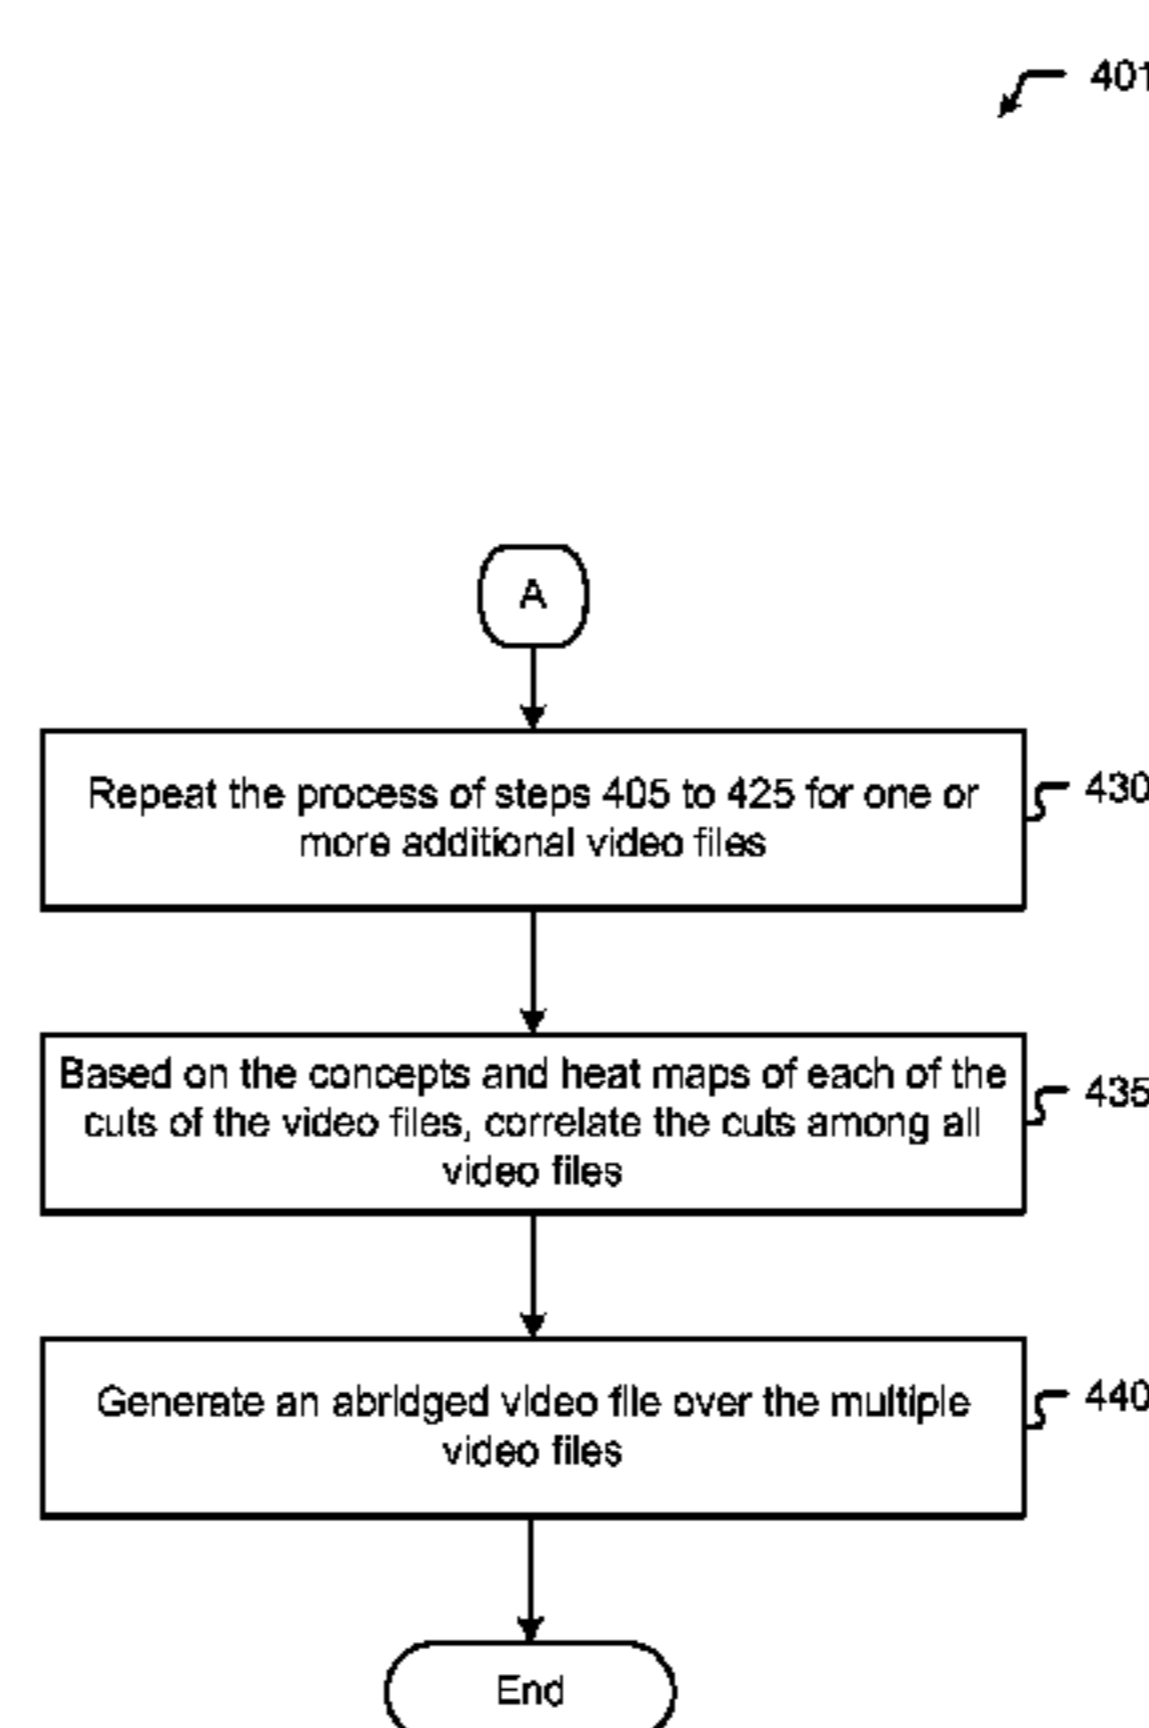 401
A
Repeat the process of steps 405 to 425 for one or
more additional video files
430
Based on the concepts and heat maps of each of the
cuts of the video files, correlate the cuts among all
video files
435
Generate an abridged video file over the multiple
video files
440
End